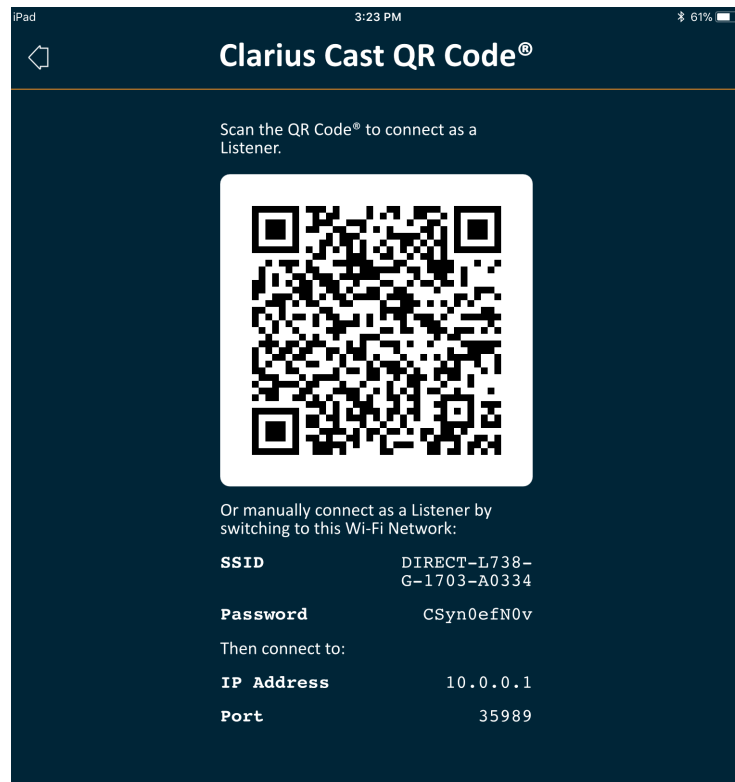 iPad
3:23 PM
61%
Clarius Cast QR Code®
Scan the QR Code® to connect as a
Listener.
Or manually connect as a Listener by
switching to this Wi-Fi Network:
SSID
DIRECT-L738-
G-1703-A0334
Password
CSyn0efN0v
Then connect to:
IP Address
10.0.0.1
Port
35989